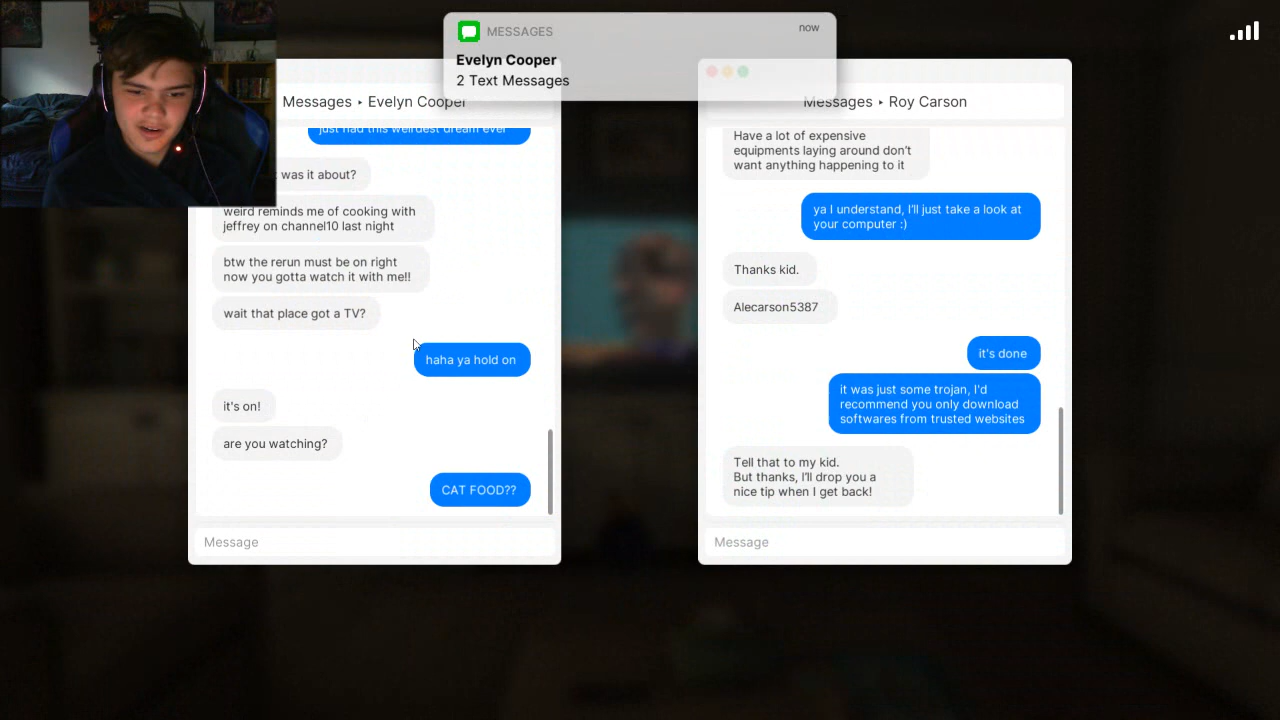 MESSAGES
now
Evelyn Cooper
2 Text Messages
Messages ▸ Evelyn Cooper
just had this weirdest dream ever
was it about?
weird reminds me of cooking with
jeffrey on channel10 last night
btw the rerun must be on right
now you gotta watch it with me!!
wait that place got a TV?
haha ya hold on
it's on!
are you watching?
CAT FOOD??
Message
Messages ▸ Roy Carson
Have a lot of expensive
equipments laying around don't
want anything happening to it
ya I understand, I'll just take a look at
your computer :)
Thanks kid.
Alecarson5387
it's done
it was just some trojan, I'd
recommend you only download
softwares from trusted websites
Tell that to my kid.
But thanks, I'll drop you a
nice tip when I get back!
Message